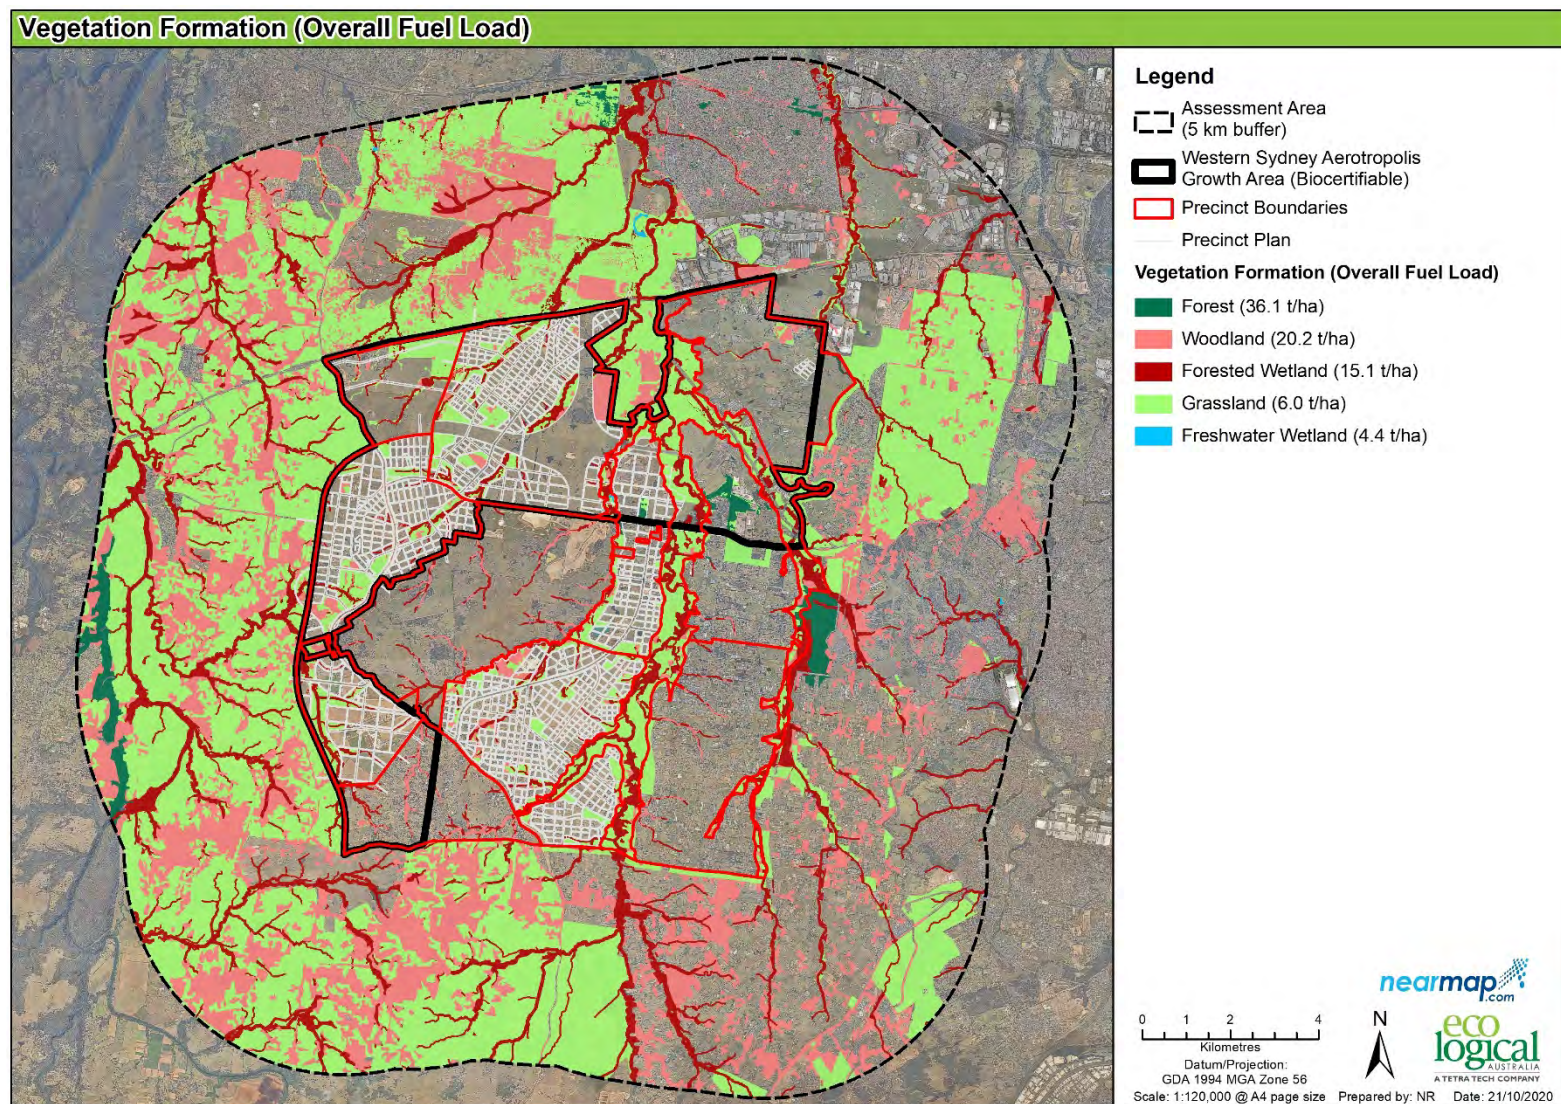 Vegetation Formation (Overall Fuel Load)
Legend
Assessment Area
(5 km buffer)
Western Sydney Aerotropolis
Growth Area (Biocertifiable)
Precinct Boundaries
Precinct Plan
Vegetation Formation (Overall Fuel Load)
Forest (36.1 t/ha)
Woodland (20.2 t/ha)
Forested Wetland (15.1 t/ha)
Grassland (6.0 t/ha)
Freshwater Wetland (4.4 t/ha)
nearmap
.com
0 1 2 4
Kilometres
N
Datum/Projection:
GDA 1994 MGA Zone 56
eco
logical
AUSTRALIA
A TETRA TECH COMPANY
Scale: 1:120,000 @ A4 page size Prepared by: NR Date: 21/10/2020